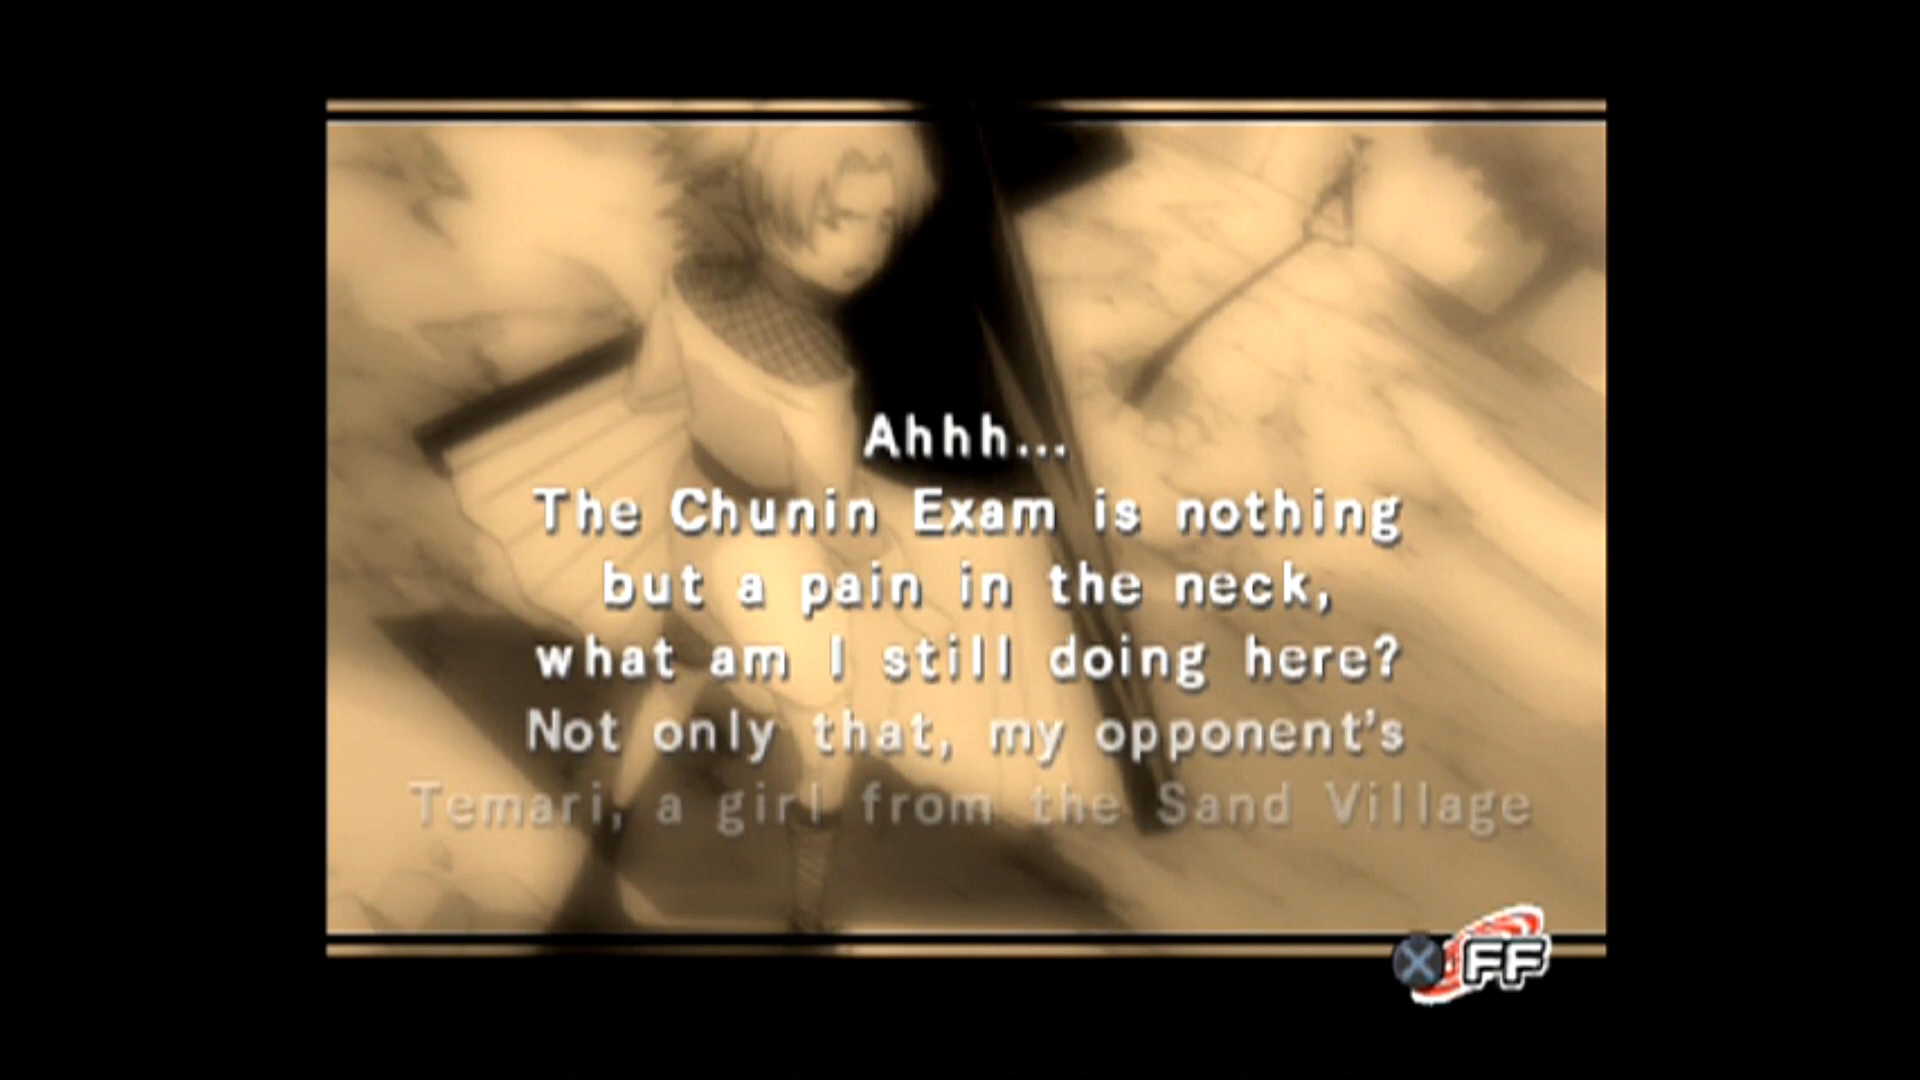 Ahhh...
The Chunin Exam is nothing
but a pain in the neck,
what am I still doing here?
Not only that, my opponent's
Temari, a girl from the Sand Village
FF